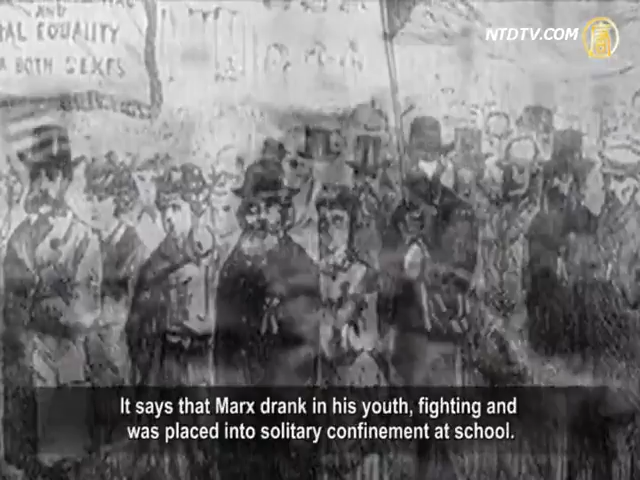 AND
AL EQUALITY
BOTH SEXES
NTDTV.COM
It says that Marx drank in his youth, fighting and
was placed into solitary confinement at school.